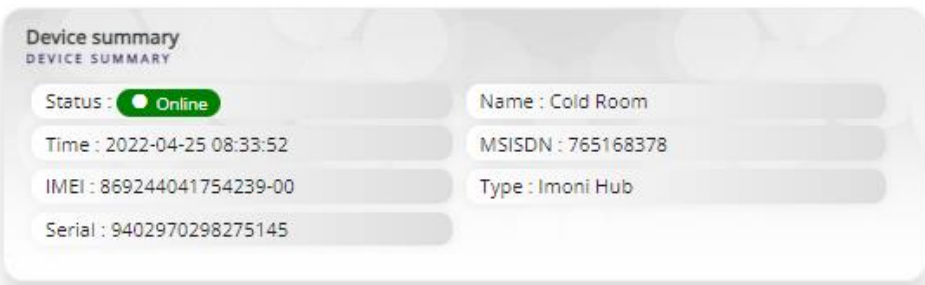 Device summary
DEVICE SUMMARY
Status : Online
Name : Cold Room
Time : 2022-04-25 08:33:52
MSISDN : 765168378
IMEI : 869244041754239-00
Type : Imoni Hub
Serial : 9402970298275145